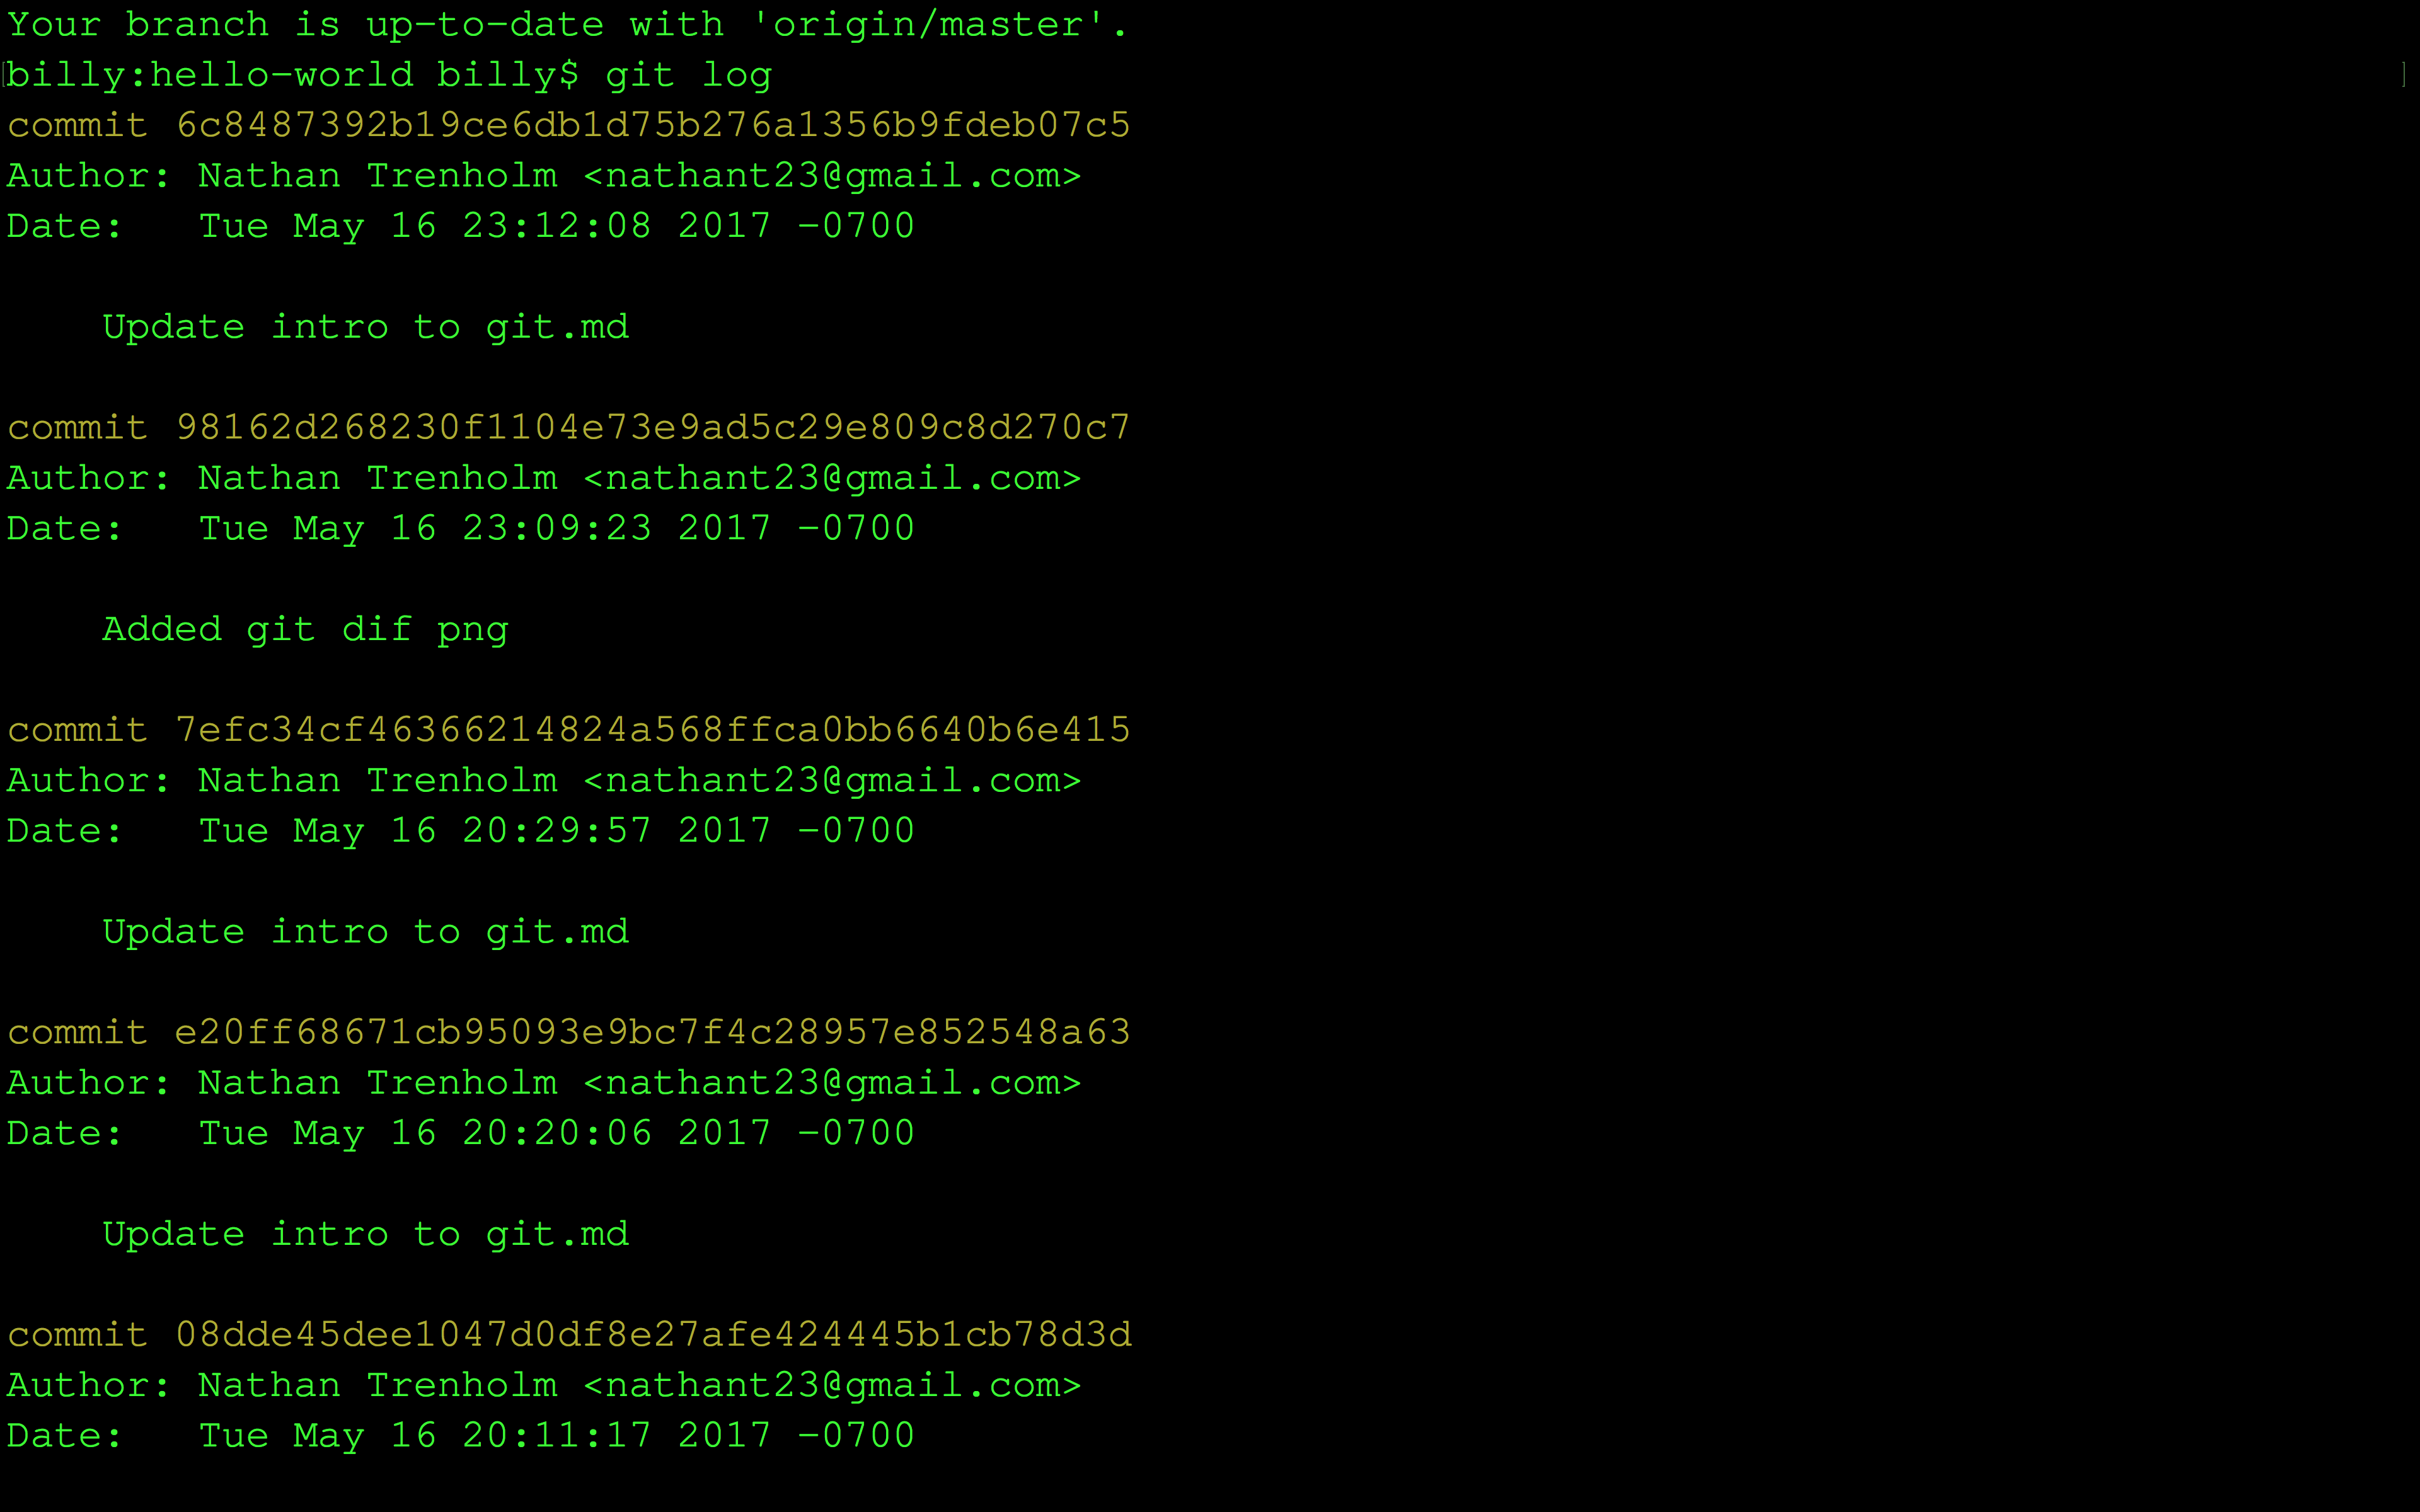 Your branch is up-to-date with 'origin/master'.
[billy:hello-world billy$ git log ]
commit 6c8487392b19ce6db1d75b276a1356b9fdeb07c5
Author: Nathan Trenholm <nathant23@gmail.com>
Date:   Tue May 16 23:12:08 2017 -0700
    Update intro to git.md
commit 98162d268230f1104e73e9ad5c29e809c8d270c7
Author: Nathan Trenholm <nathant23@gmail.com>
Date:   Tue May 16 23:09:23 2017 -0700
    Added git dif png
commit 7efc34cf46366214824a568ffca0bb6640b6e415
Author: Nathan Trenholm <nathant23@gmail.com>
Date:   Tue May 16 20:29:57 2017 -0700
    Update intro to git.md
commit e20ff68671cb95093e9bc7f4c28957e852548a63
Author: Nathan Trenholm <nathant23@gmail.com>
Date:   Tue May 16 20:20:06 2017 -0700
    Update intro to git.md
commit 08dde45dee1047d0df8e27afe424445b1cb78d3d
Author: Nathan Trenholm <nathant23@gmail.com>
Date:   Tue May 16 20:11:17 2017 -0700